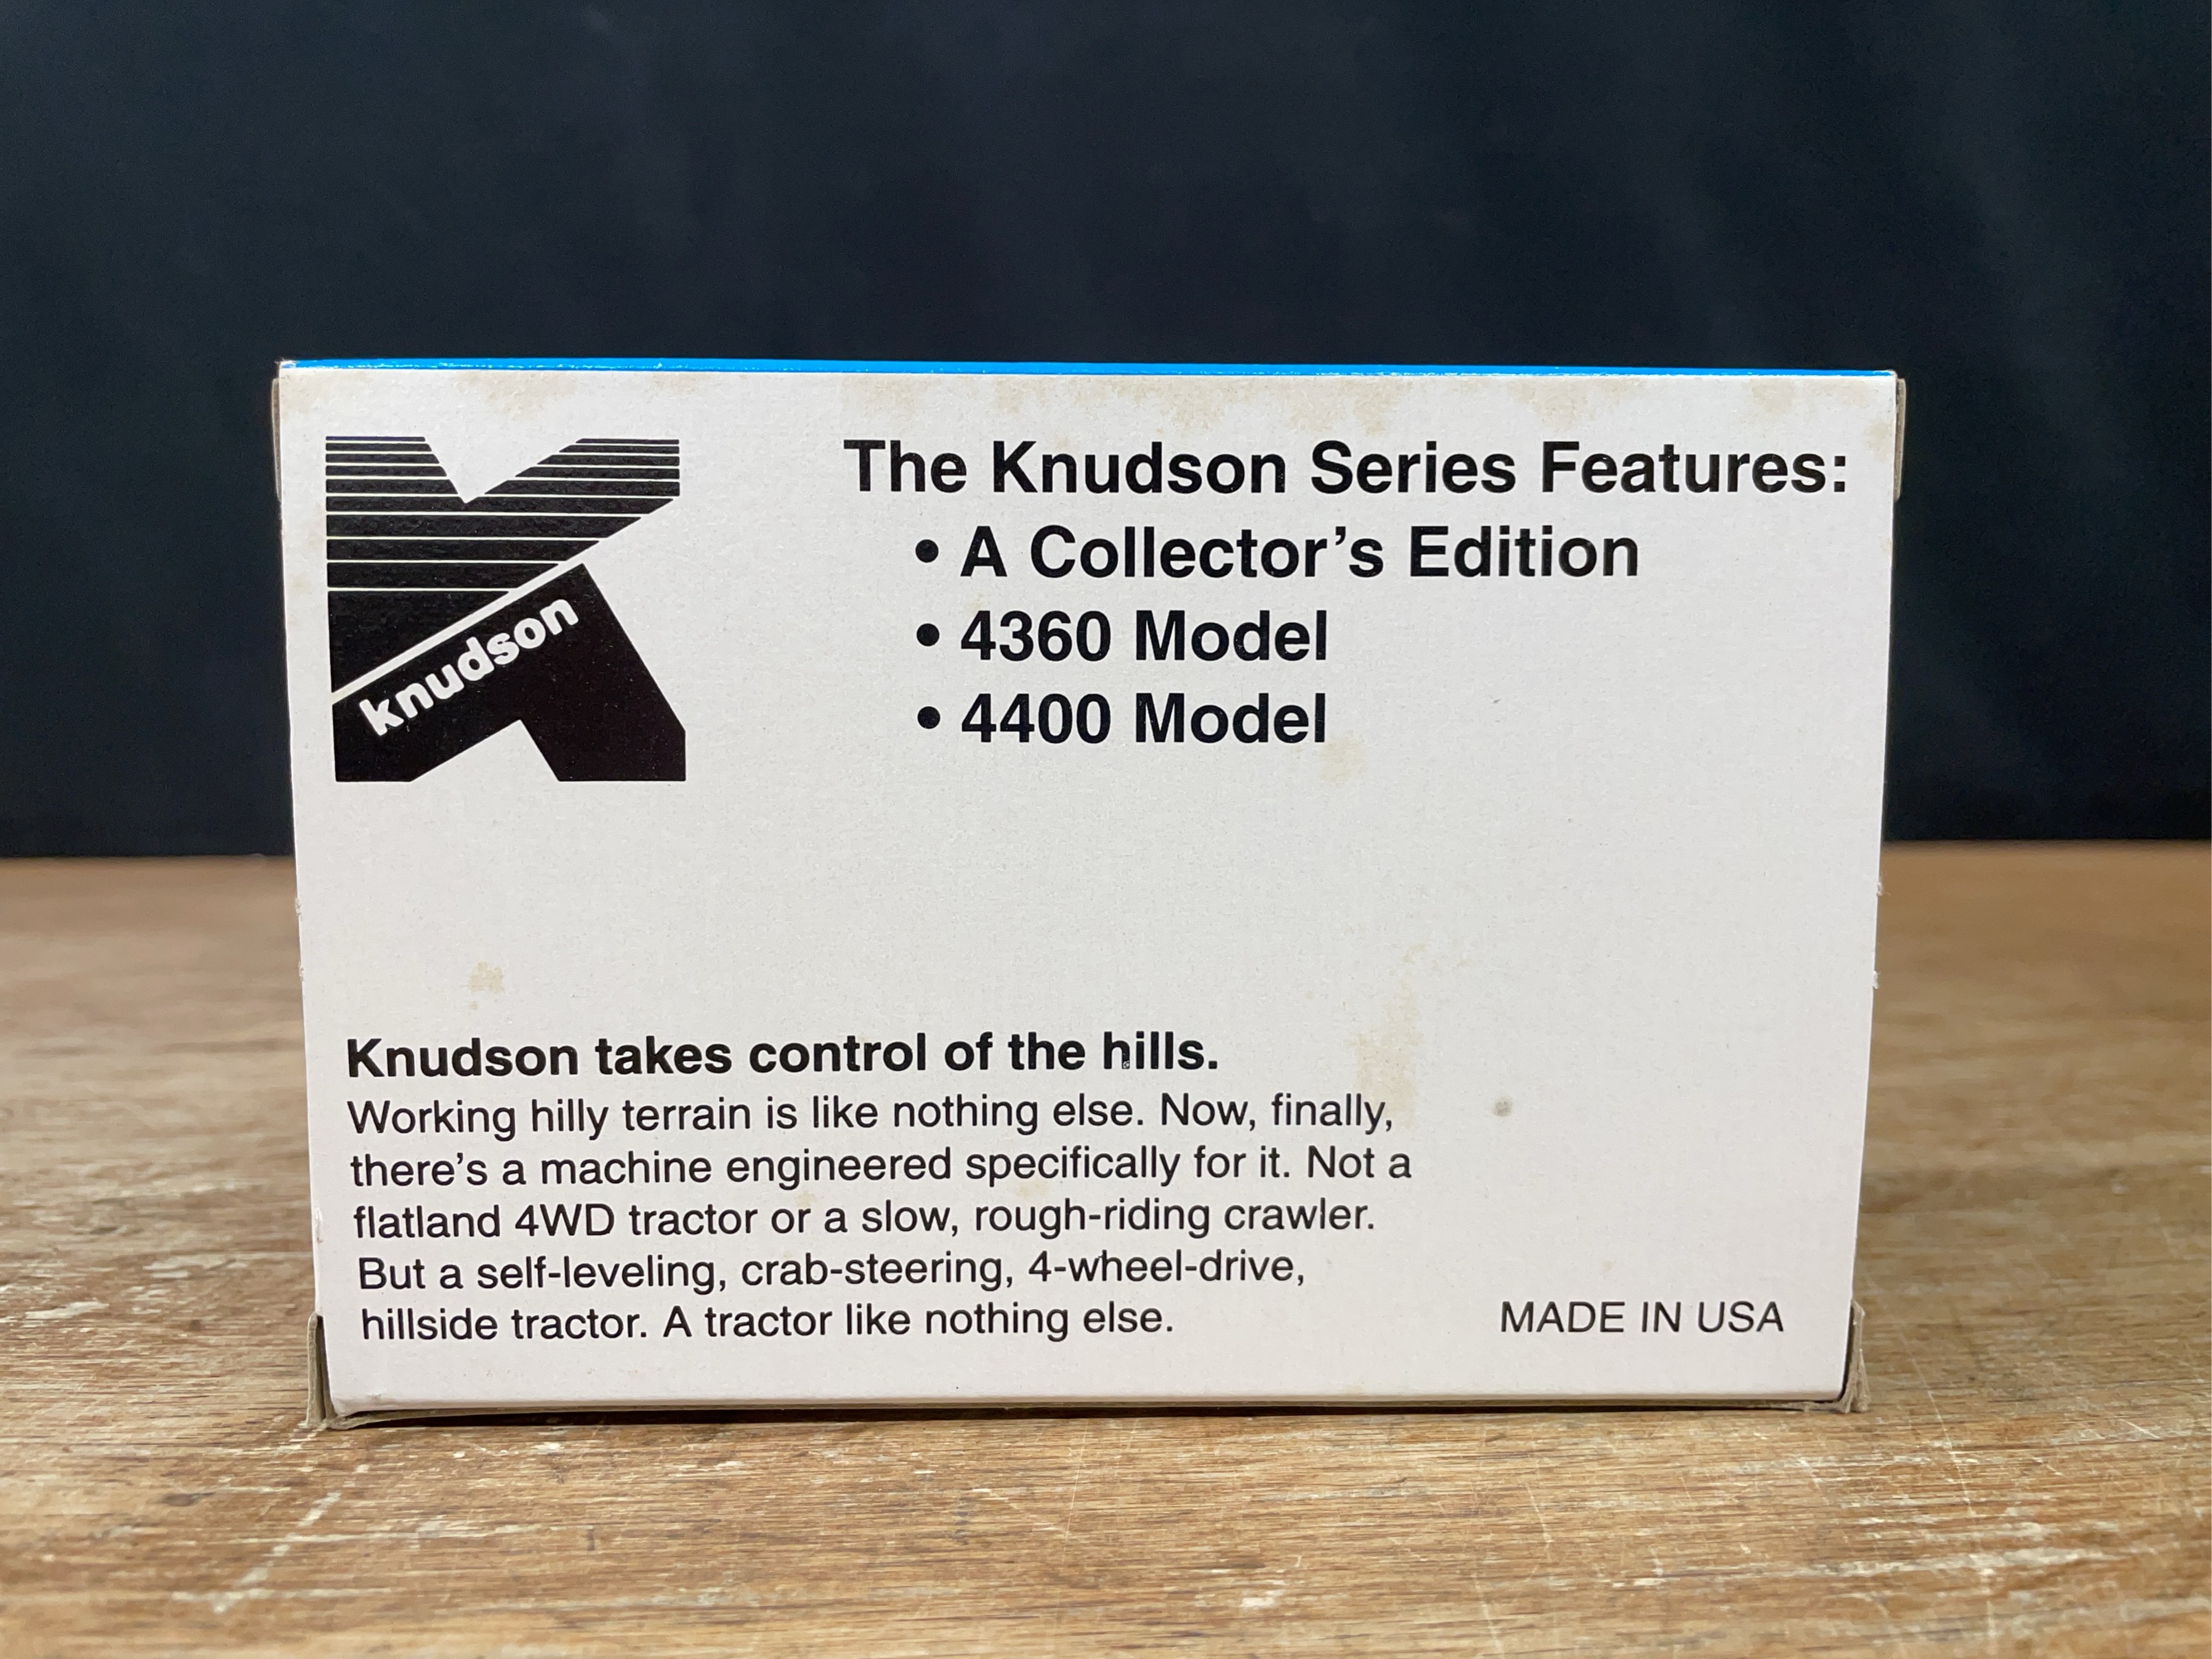 knudson
The Knudson Series Features:
• A Collector's Edition
• 4360 Model
• 4400 Model
Knudson takes control of the hills.
Working hilly terrain is like nothing else. Now, finally,
there's a machine engineered specifically for it. Not a
flatland 4WD tractor or a slow, rough-riding crawler.
But a self-leveling, crab-steering, 4-wheel-drive,
hillside tractor. A tractor like nothing else.
MADE IN USA